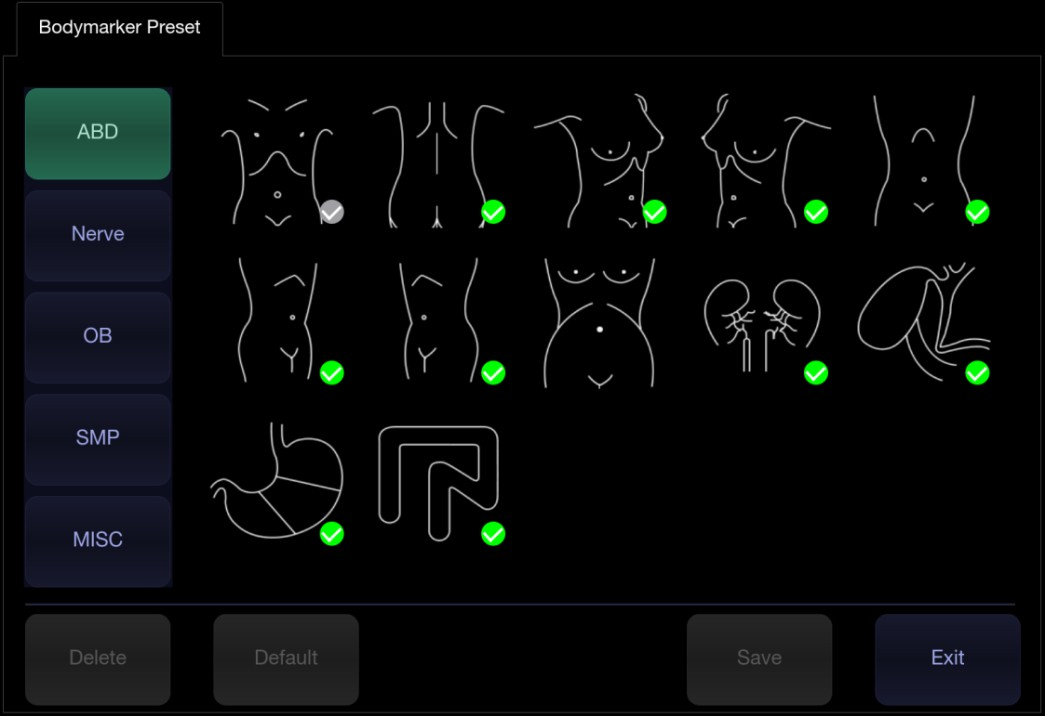 Bodymarker Preset
ABD
Nerve
OB
SMP
MISC
Delete
Default
Save
Exit